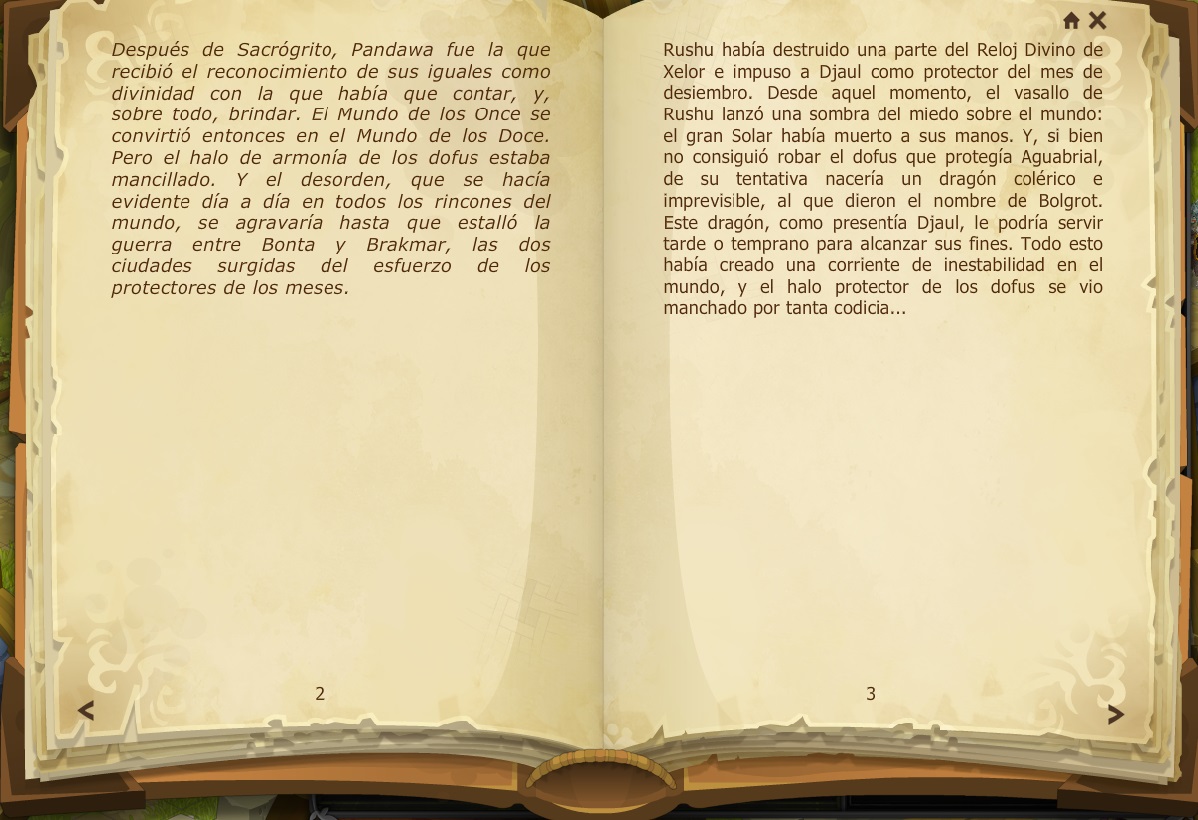 Después de Sacrógrito, Pandawa fue la que
recibió el reconocimiento de sus iguales como
divinidad con la que había que contar, y,
sobre todo, brindar. El Mundo de los Once se
convirtió entonces en el Mundo de los Doce.
Pero el halo de armonía de los dofus estaba
mancillado. Y el desorden, que se hacía
evidente día a día en todos los rincones del
mundo, se agravaría hasta que estalló la
guerra entre Bonta y Brakmar, las dos
ciudades surgidas del esfuerzo de los
protectores de los meses.
2
Rushu había destruido una parte del Reloj Divino de
Xelor e impuso a Djaul como protector del mes de
desiembro. Desde aquel momento, el vasallo de
Rushu lanzó una sombra del miedo sobre el mundo:
el gran Solar había muerto a sus manos. Y, si bien
no consiguió robar el dofus que protegía Aguabrial,
de su tentativa nacería un dragón colérico e
imprevisible, al que dieron el nombre de Bolgrot.
Este dragón, como presentía Djaul, le podría servir
tarde o temprano para alcanzar sus fines. Todo esto
había creado una corriente de inestabilidad en el
mundo, y el halo protector de los dofus se vio
manchado por tanta codicia...
3